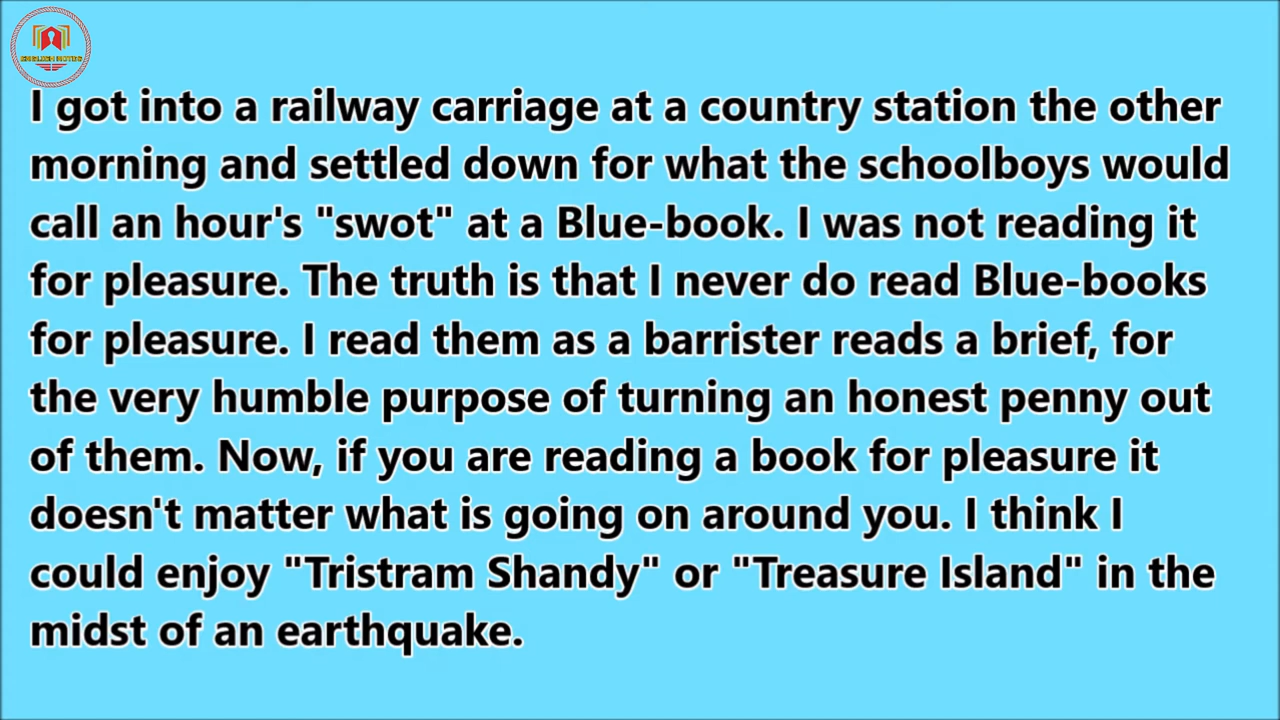 ENGLISH NOTES
I got into a railway carriage at a country station the other
morning and settled down for what the schoolboys would
call an hour's "swot" at a Blue-book. I was not reading it
for pleasure. The truth is that I never do read Blue-books
for pleasure. I read them as a barrister reads a brief, for
the very humble purpose of turning an honest penny out
of them. Now, if you are reading a book for pleasure it
doesn't matter what is going on around you. I think I
could enjoy "Tristram Shandy" or "Treasure Island" in the
midst of an earthquake.